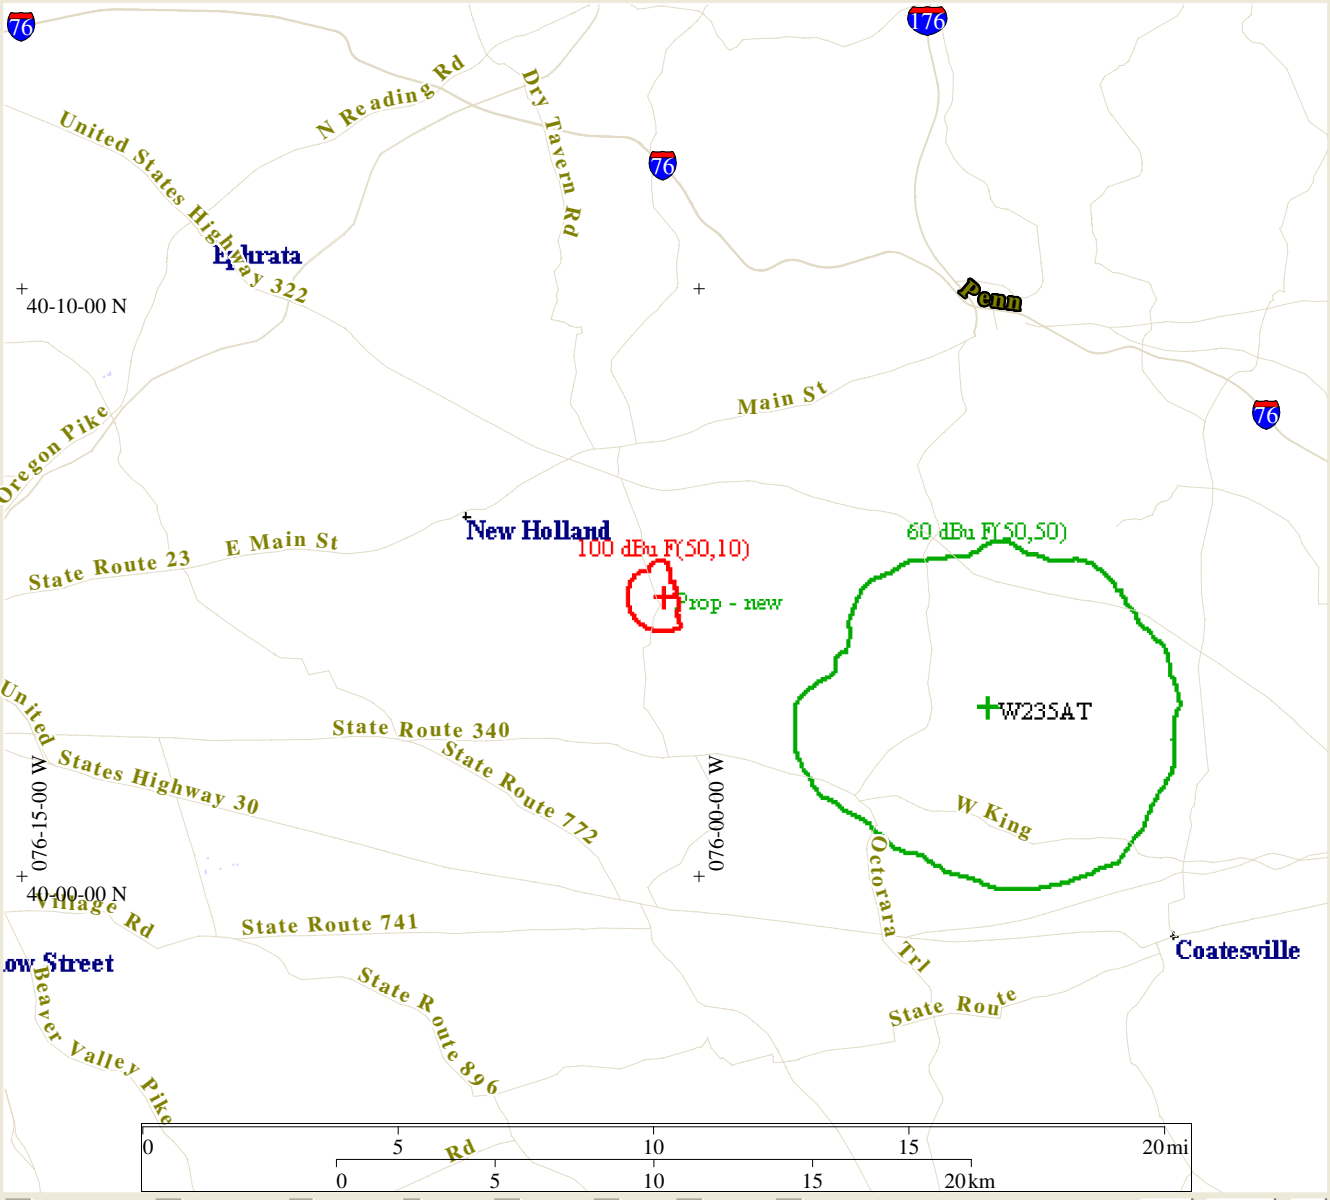 76
176
N Reading Rd
Dry Tavern Rd
United States Highway 322
76
Ephrata
Penn
40-10-00 N
Main St
76
Oregon Pike
New Holland
60 dBu F(50,50)
E Main St
100 dBu F(50,10)
State Route 23
Prop - new
United States Highway 30
W235AT
State Route 340
State Route 772
076-15-00 W
076-00-00 W
W King
Octorara Trl
40-00-00 N
Village Rd
State Route 741
Coatesville
ow Street
Beaver Valley Pike
State Route 896
State Route
Rd
0 5 10 15 20 mi
0 5 10 15 20 km